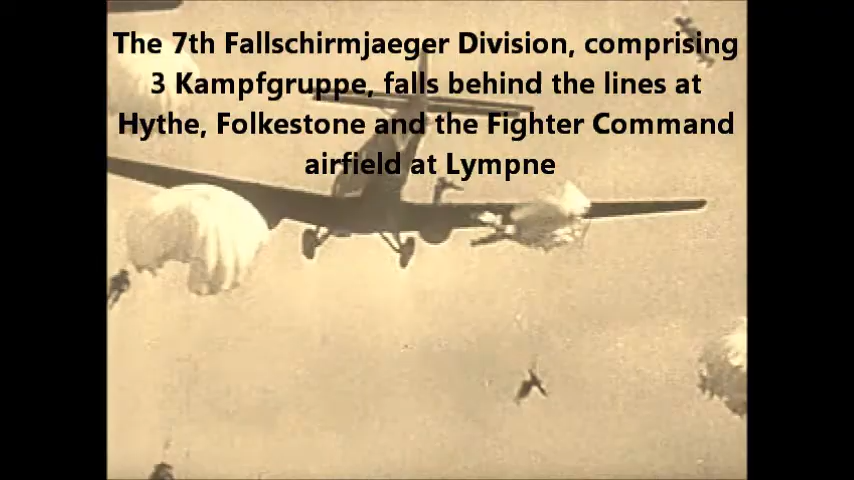 The 7th Fallschirmjaeger Division, comprising
3 Kampfgruppe, falls behind the lines at
Hythe, Folkestone and the Fighter Command
airfield at Lympne